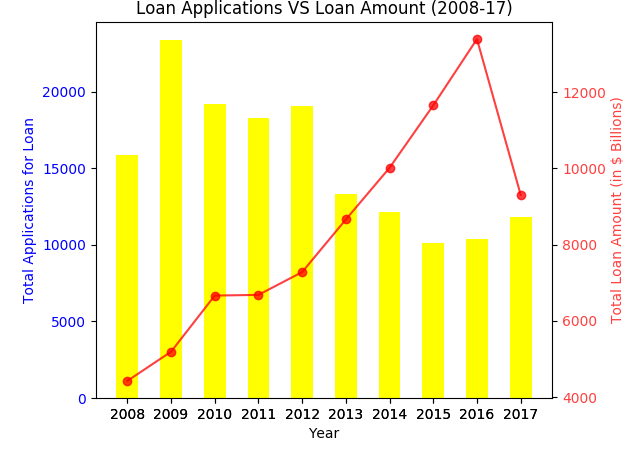 Loan Applications VS Loan Amount (2008-17)
Total Applications for Loan
20000
15000
10000
5000
0
12000
10000
8000
6000
4000
Total Loan Amount (in $ Billions)
2008 2009 2010 2011 2012 2013 2014 2015 2016 2017
Year